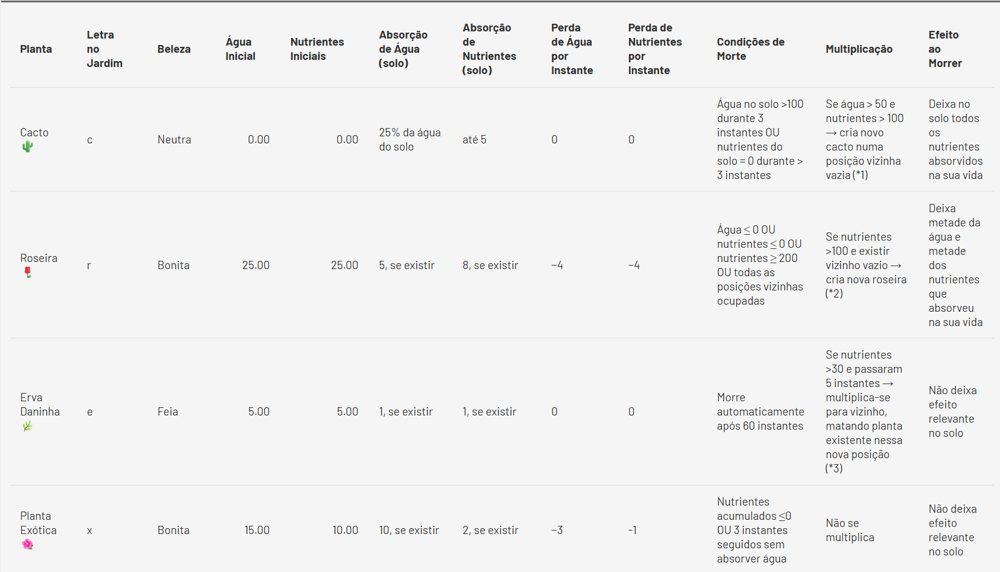 Planta
Letra
no
Jardim
Beleza
Água
Inicial
Nutrientes
Iniciais
Absorção
de Água
(solo)
Absorção
de
Nutrientes
(solo)
Perda
de Água
por
Instante
Perda de
Nutrientes
por
Instante
Condições de
Morte
Multiplicação
Efeito
ao
Morrer
Cacto
c
Neutra
0.00
0.00
25% da água
do solo
até 5
0
0
Água no solo >100
durante 3
instantes OU
nutrientes do
solo = 0 durante >
3 instantes
Se água > 50 e
nutrientes > 100
→ cria novo
cacto numa
posição vizinha
vazia (*1)
Deixa no
solo todos
os
nutrientes
absorvidos
na sua vida
Roseira
r
Bonita
25.00
25.00
5, se existir
8, se existir
−4
−4
Água ≤ 0 OU
nutrientes ≤ 0 OU
nutrientes ≥ 200
OU todas as
posições vizinhas
ocupadas
Se nutrientes
>100 e existir
vizinho vazio →
cria nova roseira
(*2)
Deixa
metade da
água e
metade
dos
nutrientes
que
absorveu
na sua vida
Erva
Daninha
e
Feia
5.00
5.00
1, se existir
1, se existir
0
0
Morre
automaticamente
após 60 instantes
Se nutrientes
>30 e passaram
5 instantes →
multiplica-se
para vizinho,
matando planta
existente nessa
nova posição
(*3)
Não deixa
efeito
relevante
no solo
Planta
Exótica
x
Bonita
15.00
10.00
10, se existir
2, se existir
−3
-1
Nutrientes
acumulados ≤0
OU 3 instantes
seguidos sem
absorver água
Não se
multiplica
Não deixa
efeito
relevante
no solo